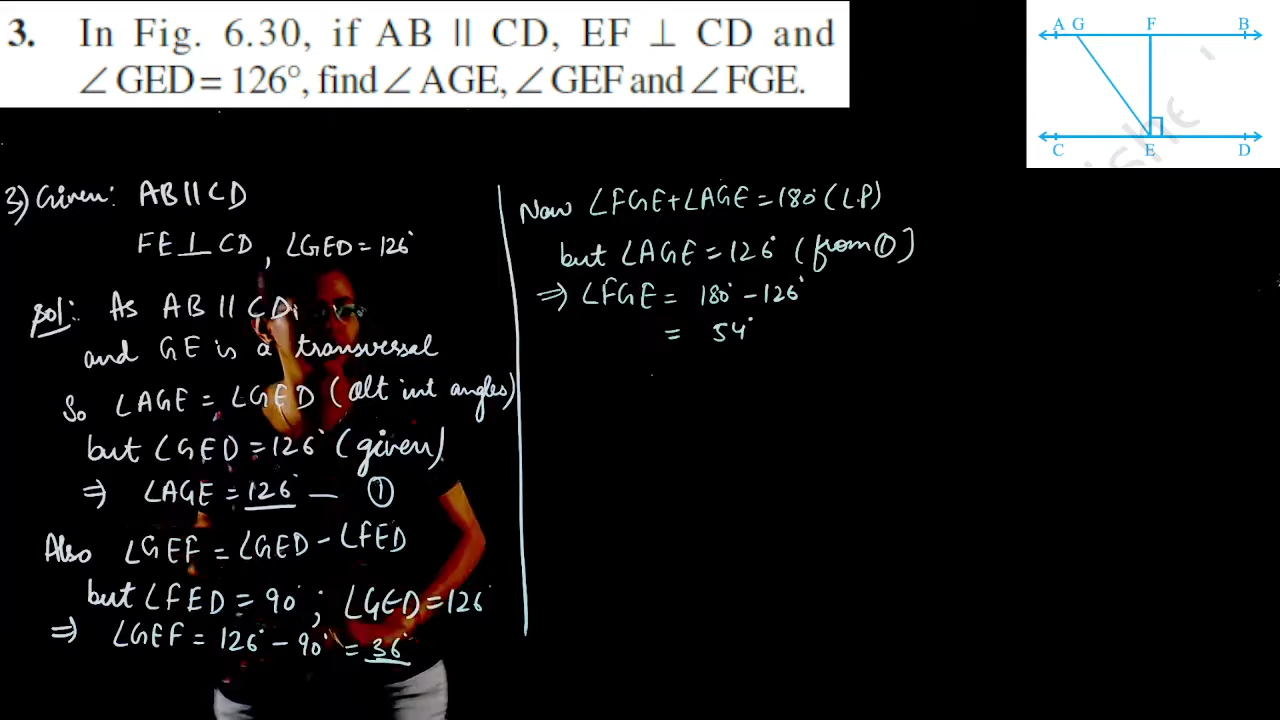 3. In Fig. 6.30, if AB || CD, EF ⊥ CD and
∠ GED = 126°, find ∠ AGE, ∠ GEF and ∠ FGE.
A G F B
C E D
3) Given: AB || CD
FE ⊥ CD, ∠GED = 126°
Sol: As AB || CD,
and GE is a transversal
So ∠AGE = ∠GED (alt int angles)
but ∠GED = 126° (given)
⇒ ∠AGE = 126° — ①
Also ∠GEF = ∠GED - ∠FED
but ∠FED = 90° ; ∠GED = 126°
⇒ ∠GEF = 126° - 90° = 36°
Now ∠FGE + ∠AGE = 180° (L.P)
but ∠AGE = 126° (from ①)
⇒ ∠FGE = 180° - 126°
= 54°